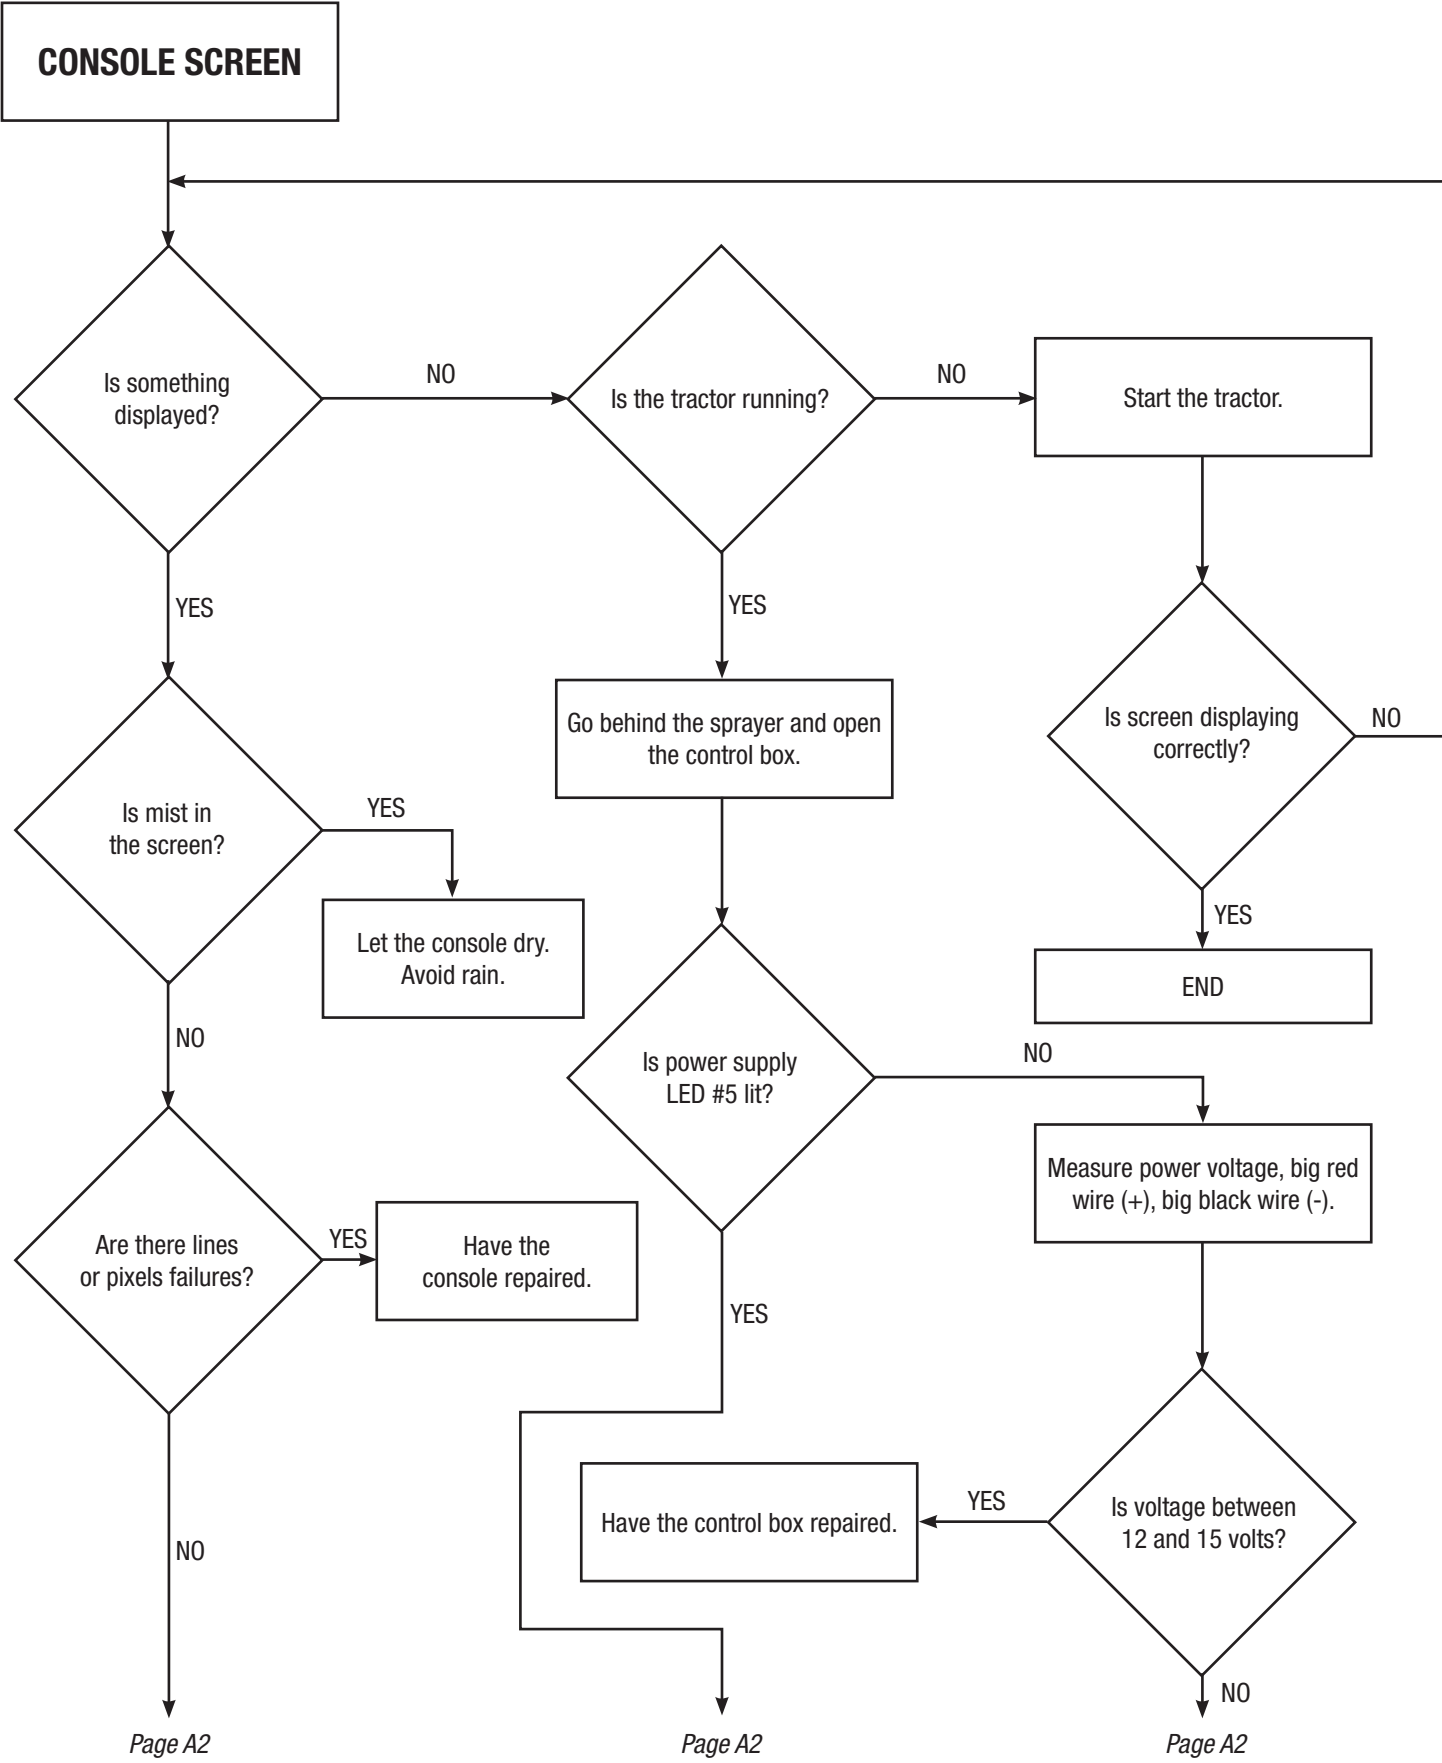 CONSOLE SCREEN
Is something
displayed?
NO
Is the tractor running?
NO
Start the tractor.
YES
YES
Go behind the sprayer and open
the control box.
Is screen displaying
correctly?
NO
Is mist in
the screen?
YES
Let the console dry.
Avoid rain.
YES
END
NO
Is power supply
LED #5 lit?
NO
Measure power voltage, big red
wire (+), big black wire (-).
Are there lines
or pixels failures?
YES
Have the
console repaired.
YES
Have the control box repaired.
YES
Is voltage between
12 and 15 volts?
NO
NO
Page A2
Page A2
Page A2